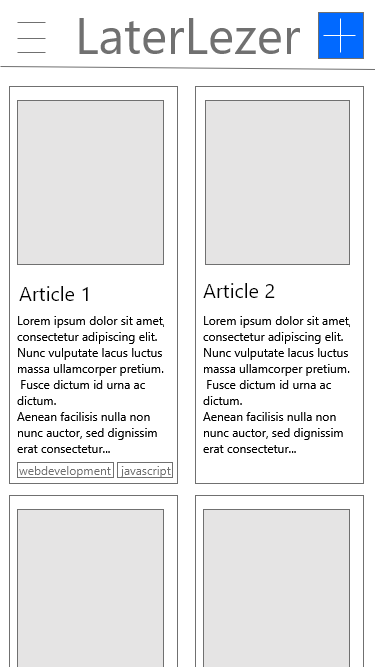 LaterLezer
Article 1
Lorem ipsum dolor sit amet,
consectetur adipiscing elit.
Nunc vulputate lacus luctus
massa ullamcorper pretium.
Fusce dictum id urna ac
dictum.
Aenean facilisis nulla non
nunc auctor, sed dignissim
erat consectetur...
webdevelopment javascript
Article 2
Lorem ipsum dolor sit amet,
consectetur adipiscing elit.
Nunc vulputate lacus luctus
massa ullamcorper pretium.
Fusce dictum id urna ac
dictum.
Aenean facilisis nulla non
nunc auctor, sed dignissim
erat consectetur...